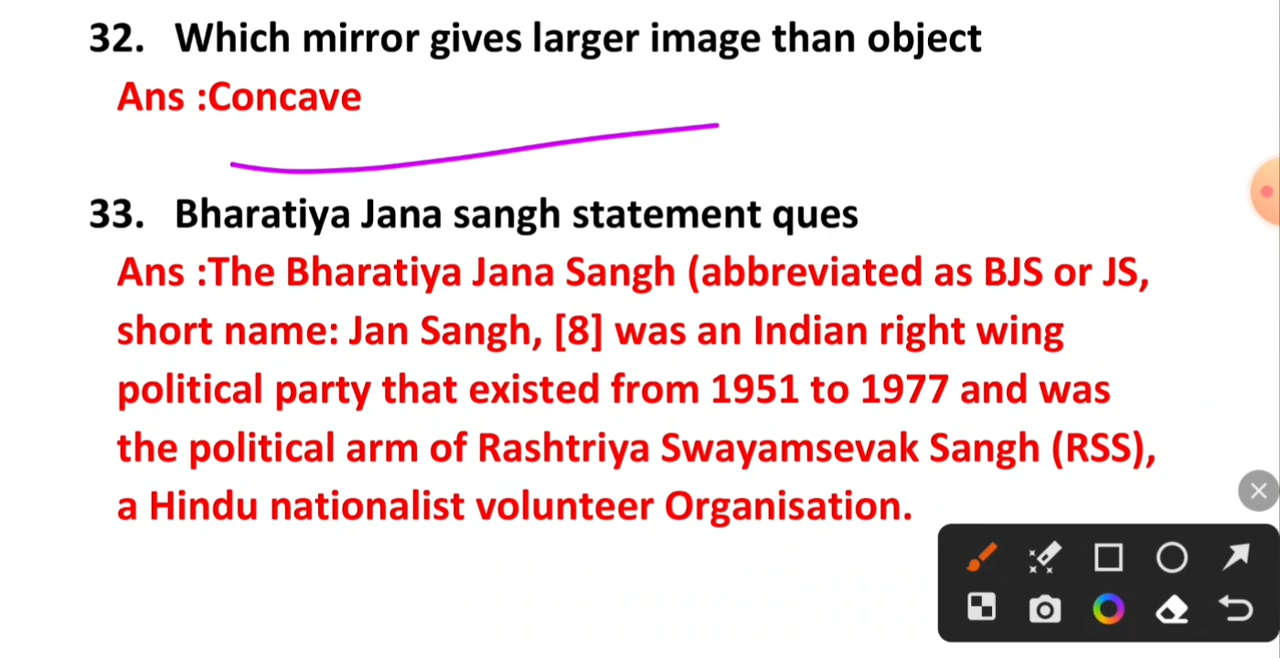 32. Which mirror gives larger image than object
Ans :Concave
33. Bharatiya Jana sangh statement ques
Ans :The Bharatiya Jana Sangh (abbreviated as BJS or JS,
short name: Jan Sangh, [8] was an Indian right wing
political party that existed from 1951 to 1977 and was
the political arm of Rashtriya Swayamsevak Sangh (RSS),
a Hindu nationalist volunteer Organisation.